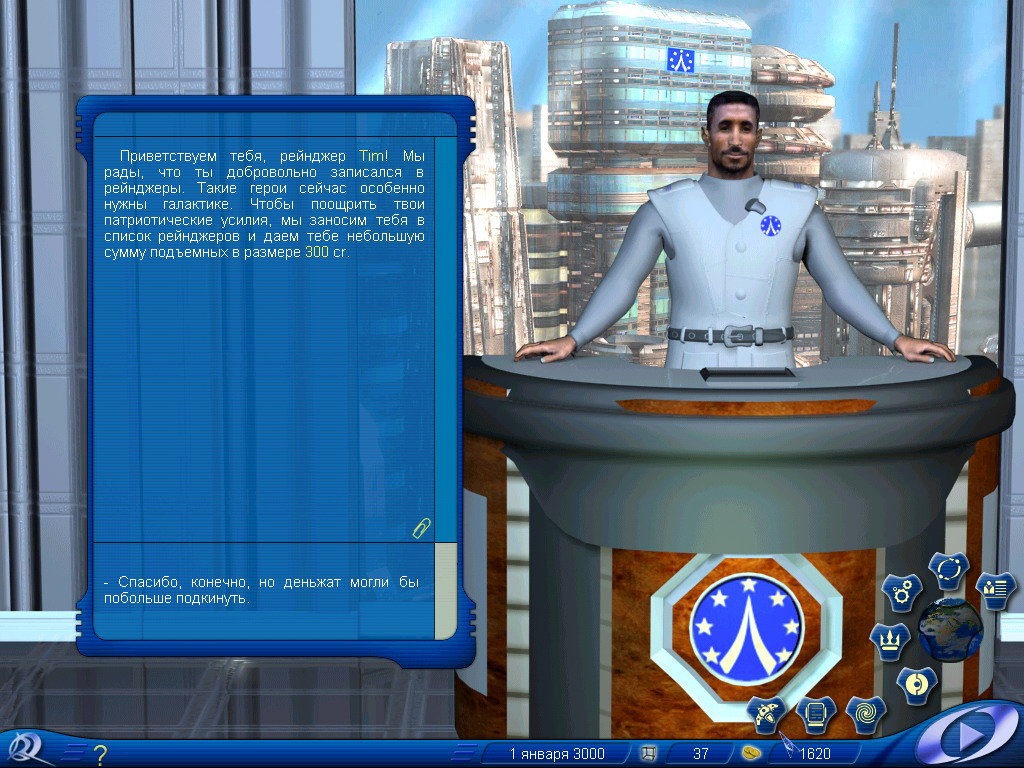 Приветствуем тебя, рейнджер Tim! Мы
рады, что ты добровольно записался в
рейнджеры. Такие герои сейчас особенно
нужны галактике. Чтобы поощрить твои
патриотические усилия, мы заносим тебя в
список рейнджеров и даем тебе небольшую
сумму подъемных в размере 300 cr.
- Спасибо, конечно, но деньжат могли бы
побольше подкинуть.
?
1 января 3000
37
1620